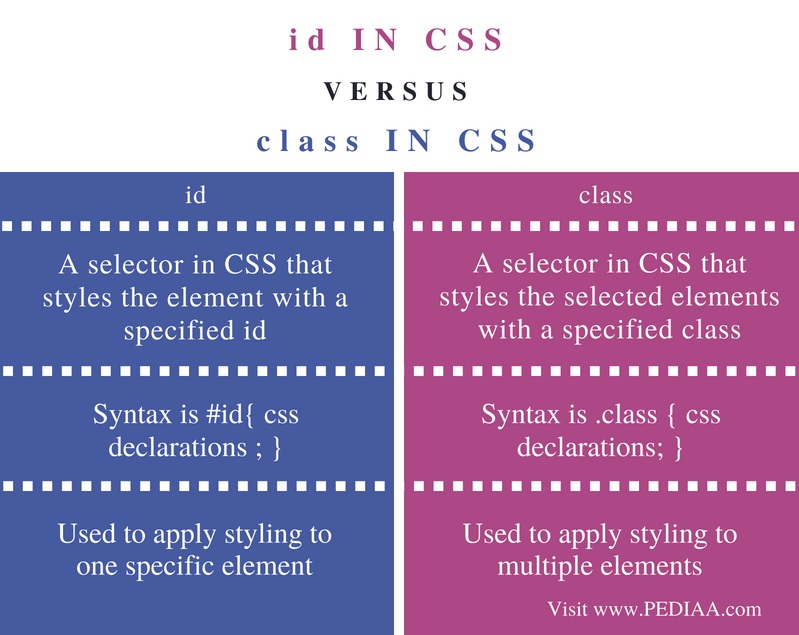 id IN CSS
VERSUS
class IN CSS
id
A selector in CSS that
styles the element with a
specified id
Syntax is #id{ css
declarations ; }
Used to apply styling to
one specific element
class
A selector in CSS that
styles the selected elements
with a specified class
Syntax is .class { css
declarations; }
Used to apply styling to
multiple elements
Visit www.PEDIAA.com